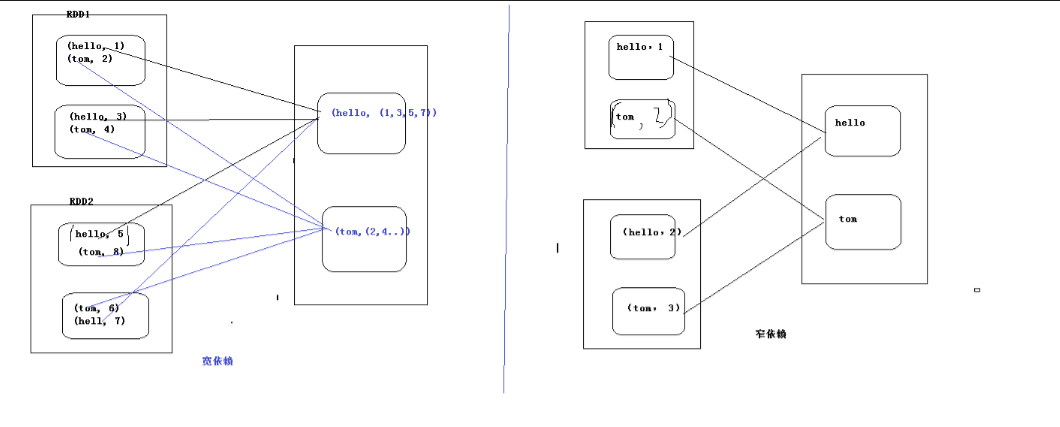 RDD1
(hello, 1)
(tom, 2)
(hello, 3)
(tom, 4)
RDD2
(hello, 5)
(tom, 8)
(tom, 6)
(hell, 7)
(hello, (1,3,5,7))
(tom,(2,4..))
宽依赖
hello, 1
(tom, 2)
(hello, 2)
(tom, 3)
hello
tom
窄依赖